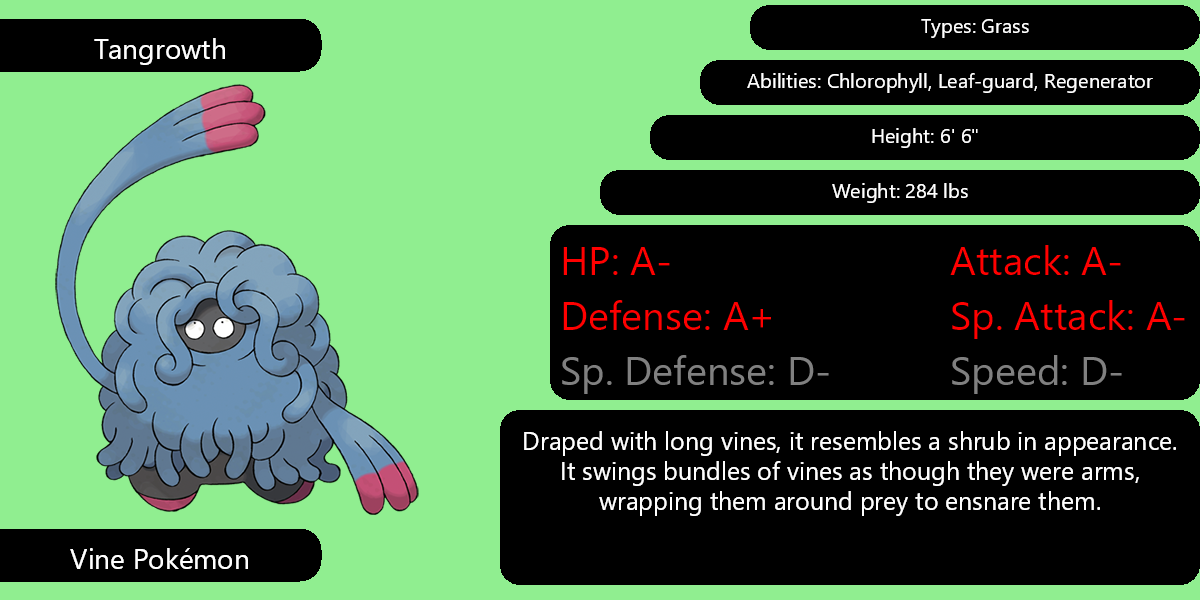 Tangrowth
Types: Grass
Abilities: Chlorophyll, Leaf-guard, Regenerator
Height: 6' 6"
Weight: 284 lbs
HP: A-
Attack: A-
Defense: A+
Sp. Attack: A-
Sp. Defense: D-
Speed: D-
Draped with long vines, it resembles a shrub in appearance.
It swings bundles of vines as though they were arms,
wrapping them around prey to ensnare them.
Vine Pokémon